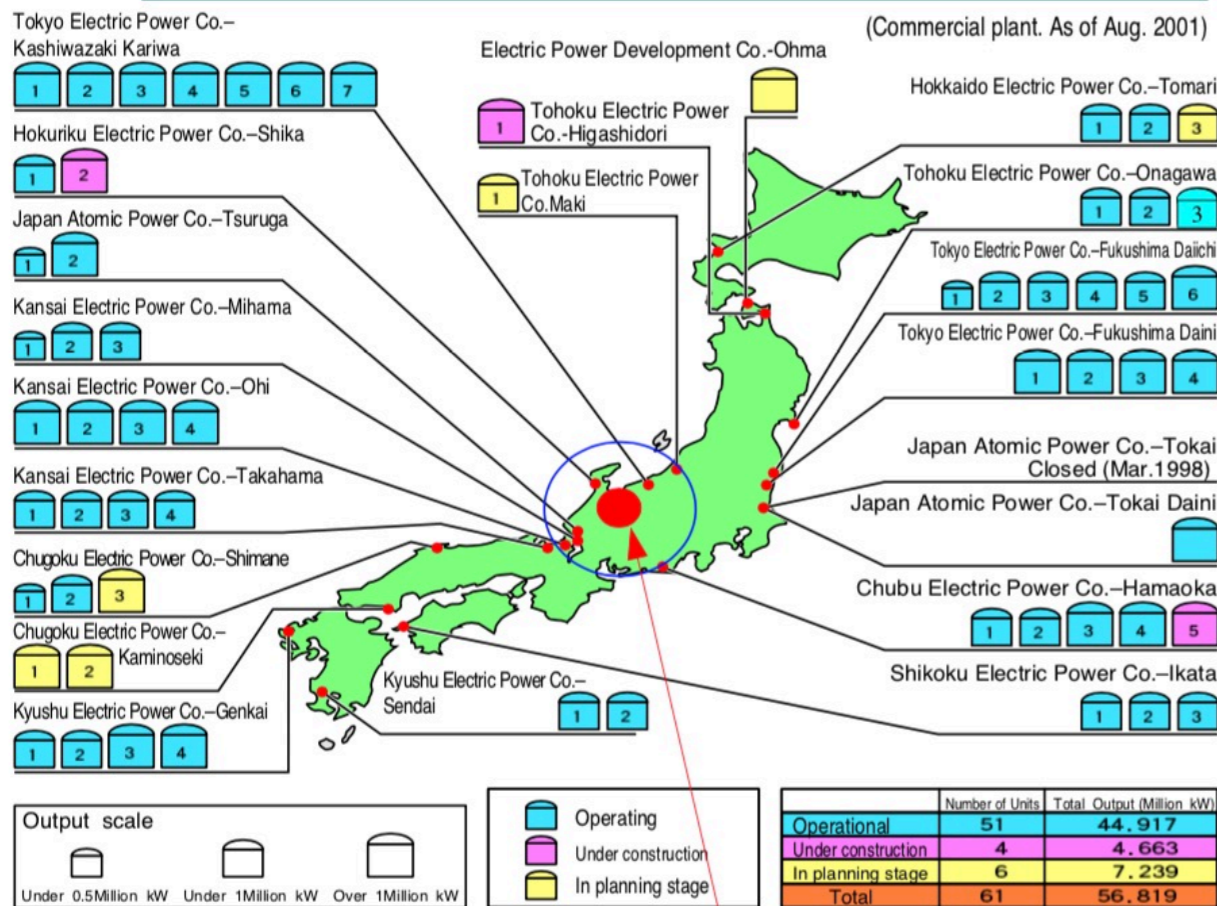 (Commercial plant. As of Aug. 2001)
Tokyo Electric Power Co.–
Kashiwazaki Kariwa
1 2 3 4 5 6 7
Hokuriku Electric Power Co.–Shika
1 2
Japan Atomic Power Co.–Tsuruga
1 2
Kansai Electric Power Co.–Mihama
1 2 3
Kansai Electric Power Co.–Ohi
1 2 3 4
Kansai Electric Power Co.–Takahama
1 2 3 4
Chugoku Electric Power Co.–Shimane
1 2 3
Chugoku Electric Power Co.–
Kaminoseki
1 2
Kyushu Electric Power Co.–Genkai
1 2 3 4
Electric Power Development Co.-Ohma
Tohoku Electric Power
Co.-Higashidori
1
Tohoku Electric Power
Co.Maki
1
Kyushu Electric Power Co.–
Sendai
1 2
Hokkaido Electric Power Co.–Tomari
1 2 3
Tohoku Electric Power Co.–Onagawa
1 2 3
Tokyo Electric Power Co.–Fukushima Daiichi
1 2 3 4 5 6
Tokyo Electric Power Co.–Fukushima Daini
1 2 3 4
Japan Atomic Power Co.–Tokai
Closed (Mar.1998)
Japan Atomic Power Co.–Tokai Daini
Chubu Electric Power Co.–Hamaoka
1 2 3 4 5
Shikoku Electric Power Co.–Ikata
1 2 3
Output scale
Under 0.5Million kW Under 1Million kW Over 1Million kW
Operating
Under construction
In planning stage
Number of Units Total Output (Million kW)
Operational 51 44.917
Under construction 4 4.663
In planning stage 6 7.239
Total 61 56.819